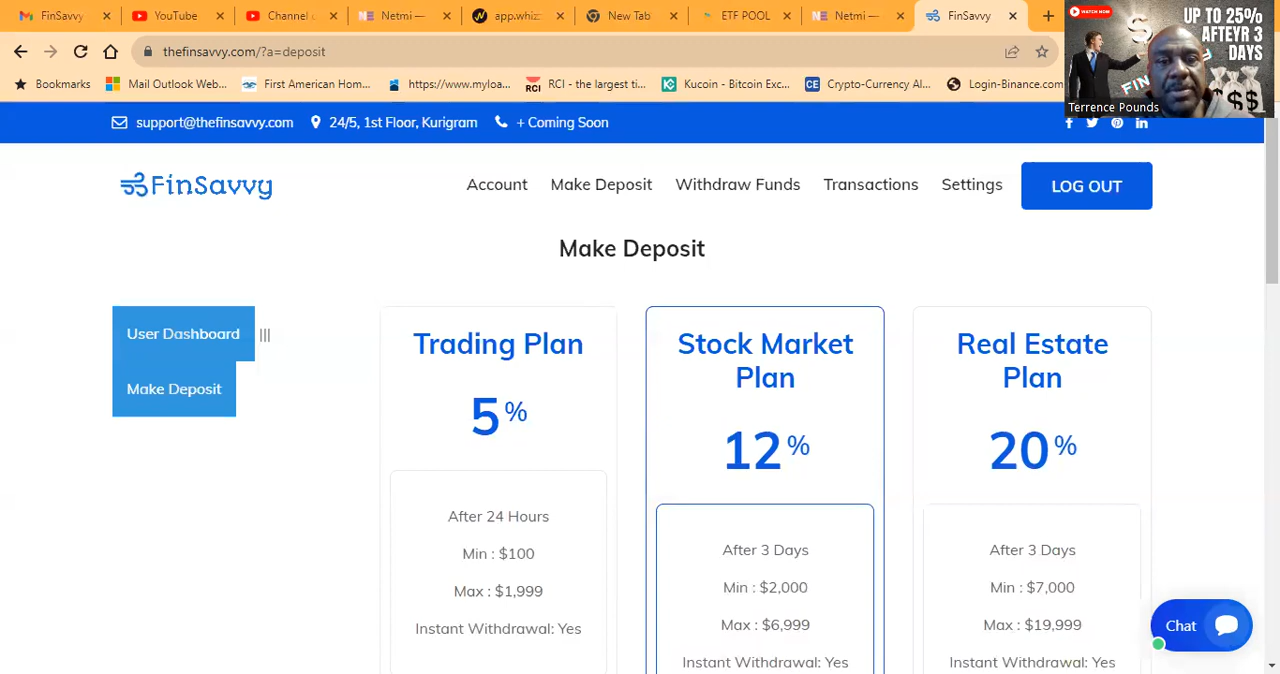 FinSavvy
YouTube
Channel
Netmi —
app.whiz
New Tab
ETF POOL
Netmi —
FinSavvy
thefinsavvy.com/?a=deposit
Bookmarks
Mail Outlook Web...
First American Hom...
https://www.myloa...
RCI - the largest ti...
Kucoin - Bitcoin Exc...
Crypto-Currency Al...
Login-Binance.com
WATCH NOW
UP TO 25%
AFTEYR 3
DAYS
$$
Terrence Pounds
support@thefinsavvy.com
24/5, 1st Floor, Kurigram
+ Coming Soon
FinSavvy
Account
Make Deposit
Withdraw Funds
Transactions
Settings
LOG OUT
Make Deposit
User Dashboard
Make Deposit
Trading Plan
5%
After 24 Hours
Min : $100
Max : $1,999
Instant Withdrawal: Yes
Stock Market
Plan
12%
After 3 Days
Min : $2,000
Max : $6,999
Instant Withdrawal: Yes
Real Estate
Plan
20%
After 3 Days
Min : $7,000
Max : $19,999
Instant Withdrawal: Yes
Chat